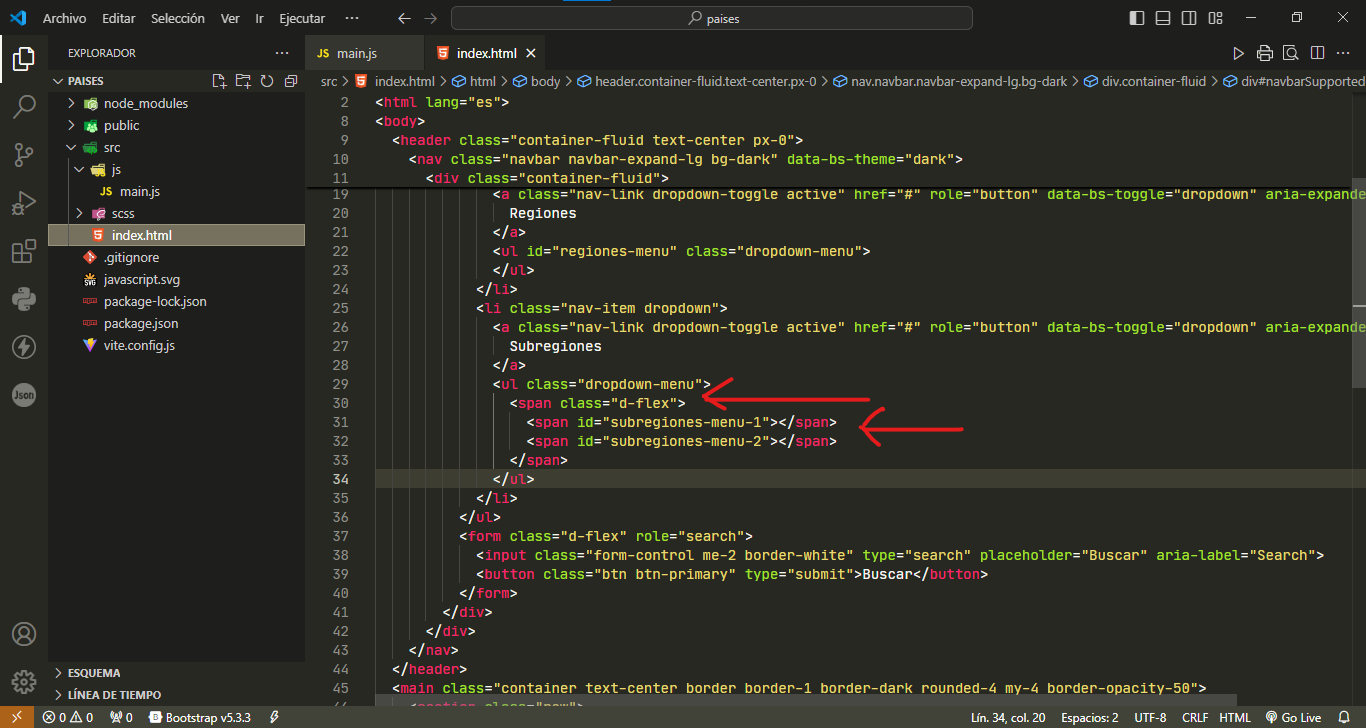 Archivo Editar Selección Ver Ir Ejecutar ··· paises
EXPLORADOR ···
JS main.js
index.html
PAISES
src > index.html > html > body > header.container-fluid.text-center.px-0 > nav.navbar.navbar-expand-lg.bg-dark > div.container-fluid > div#navbarSupported
node_modules
public
src
js
JS main.js
scss
index.html
.gitignore
javascript.svg
package-lock.json
package.json
vite.config.js
Json
2 <html lang="es">
8 <body>
9 <header class="container-fluid text-center px-0">
10 <nav class="navbar navbar-expand-lg bg-dark" data-bs-theme="dark">
11 <div class="container-fluid">
19 <a class="nav-link dropdown-toggle active" href="#" role="button" data-bs-toggle="dropdown" aria-expande
20 Regiones
21 </a>
22 <ul id="regiones-menu" class="dropdown-menu">
23 </ul>
24 </li>
25 <li class="nav-item dropdown">
26 <a class="nav-link dropdown-toggle active" href="#" role="button" data-bs-toggle="dropdown" aria-expande
27 Subregiones
28 </a>
29 <ul class="dropdown-menu">
30 <span class="d-flex">
31 <span id="subregiones-menu-1"></span>
32 <span id="subregiones-menu-2"></span>
33 </span>
34 </ul>
35 </li>
36 </ul>
37 <form class="d-flex" role="search">
38 <input class="form-control me-2 border-white" type="search" placeholder="Buscar" aria-label="Search">
39 <button class="btn btn-primary" type="submit">Buscar</button>
40 </form>
41 </div>
42 </div>
43 </nav>
44 </header>
45 <main class="container text-center border border-1 border-dark rounded-4 my-4 border-opacity-50">
ESQUEMA
LÍNEA DE TIEMPO
0 0 0 Bootstrap v5.3.3 Lín. 34, col. 20 Espacios: 2 UTF-8 CRLF HTML Go Live